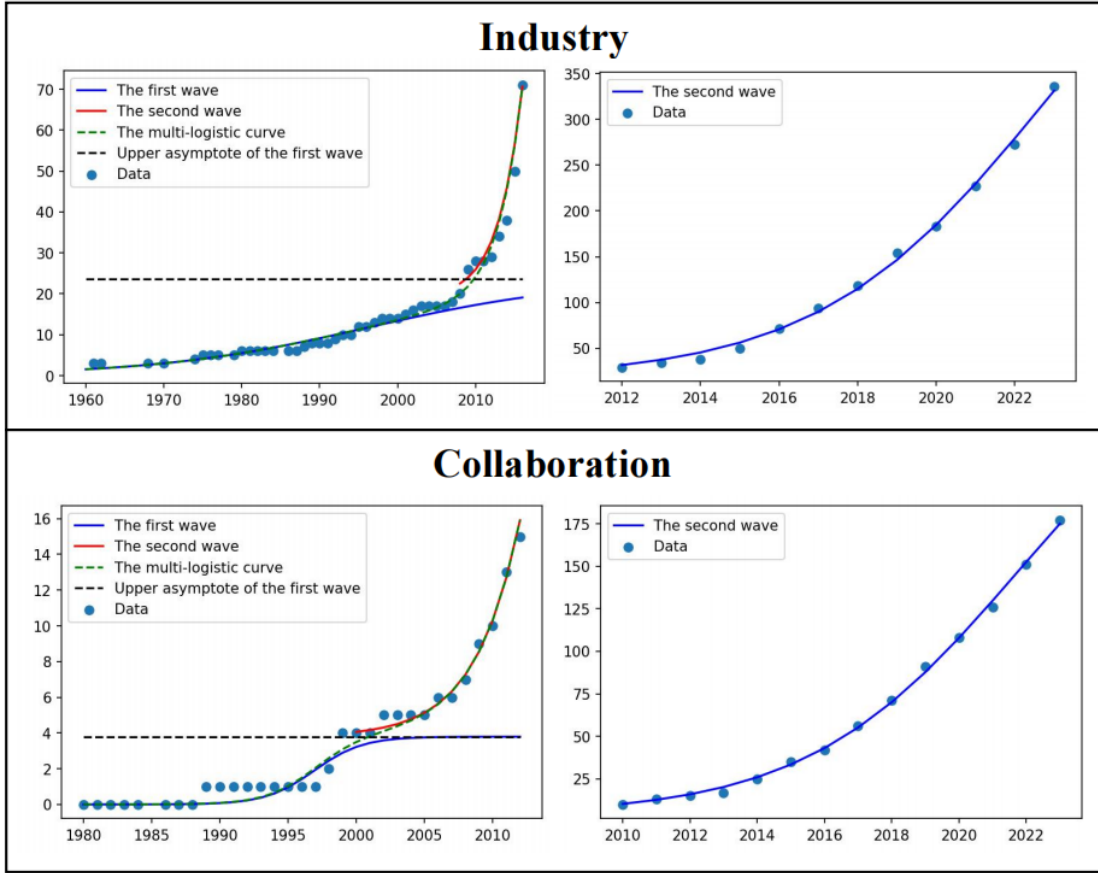 Industry
The first wave
The second wave
The multi-logistic curve
Upper asymptote of the first wave
Data
70
60
50
40
30
20
10
0
1960 1970 1980 1990 2000 2010
The second wave
Data
350
300
250
200
150
100
50
2012 2014 2016 2018 2020 2022
Collaboration
The first wave
The second wave
The multi-logistic curve
Upper asymptote of the first wave
Data
16
14
12
10
8
6
4
2
0
1980 1985 1990 1995 2000 2005 2010
The second wave
Data
175
150
125
100
75
50
25
2010 2012 2014 2016 2018 2020 2022